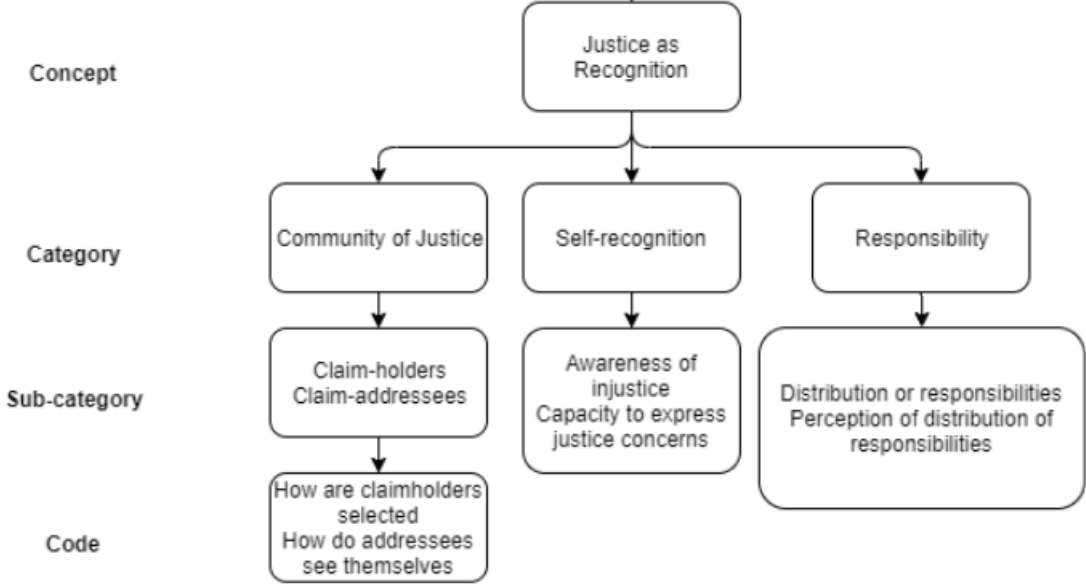 Concept
Justice as
Recognition
Category
Community of Justice
Self-recognition
Responsibility
Sub-category
Claim-holders
Claim-addressees
Awareness of
injustice
Capacity to express
justice concerns
Distribution or responsibilities
Perception of distribution of
responsibilities
Code
How are claimholders
selected
How do addressees
see themselves